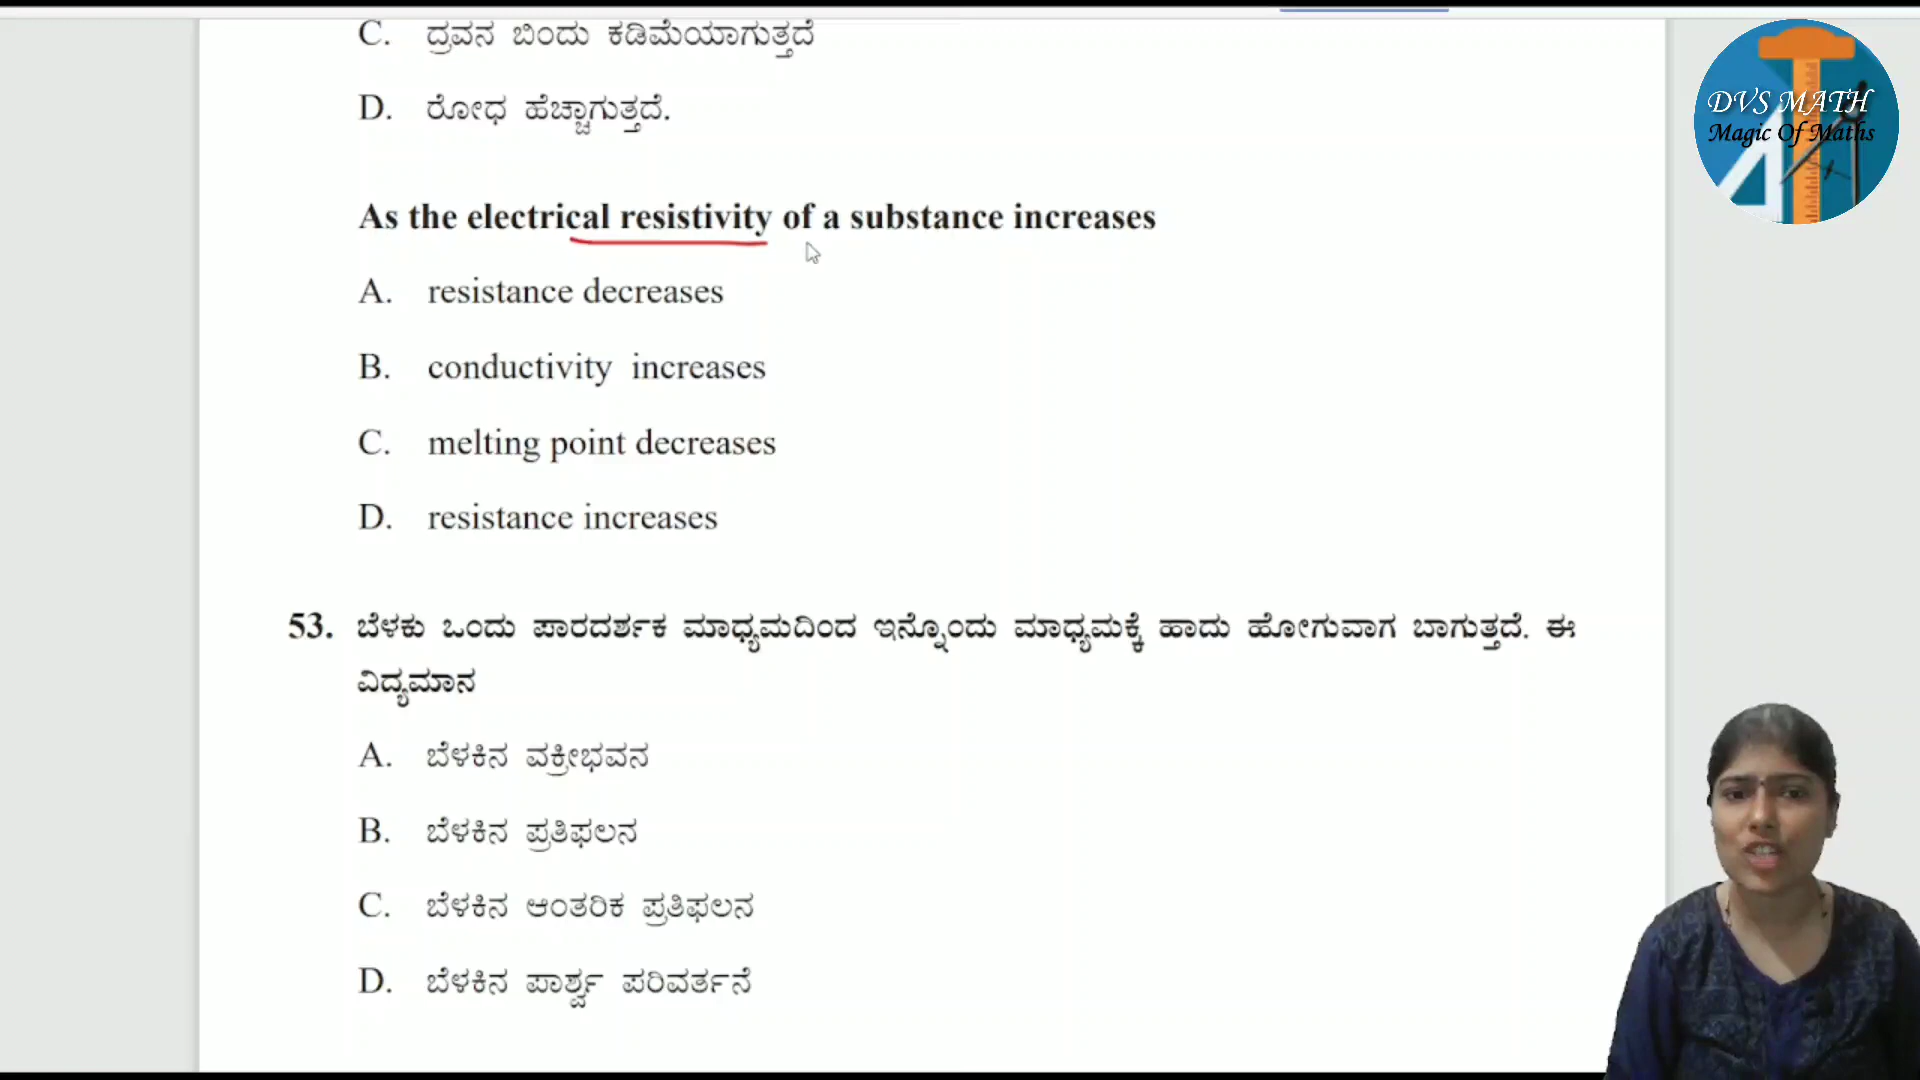 C. ದ್ರವನ ಬಿಂದು ಕಡಿಮೆಯಾಗುತ್ತದೆ
D. ರೋಧ ಹೆಚ್ಚಾಗುತ್ತದೆ.
As the electrical resistivity of a substance increases
A. resistance decreases
B. conductivity increases
C. melting point decreases
D. resistance increases
53. ಬೆಳಕು ಒಂದು ಪಾರದರ್ಶಕ ಮಾಧ್ಯಮದಿಂದ ಇನ್ನೊಂದು ಮಾಧ್ಯಮಕ್ಕೆ ಹಾದು ಹೋಗುವಾಗ ಬಾಗುತ್ತದೆ. ಈ
ವಿದ್ಯಮಾನ
A. ಬೆಳಕಿನ ವಕ್ರೀಭವನ
B. ಬೆಳಕಿನ ಪ್ರತಿಫಲನ
C. ಬೆಳಕಿನ ಆಂತರಿಕ ಪ್ರತಿಫಲನ
D. ಬೆಳಕಿನ ಪಾರ್ಶ್ವ ಪರಿವರ್ತನೆ
DVS MATH
Magic Of Maths